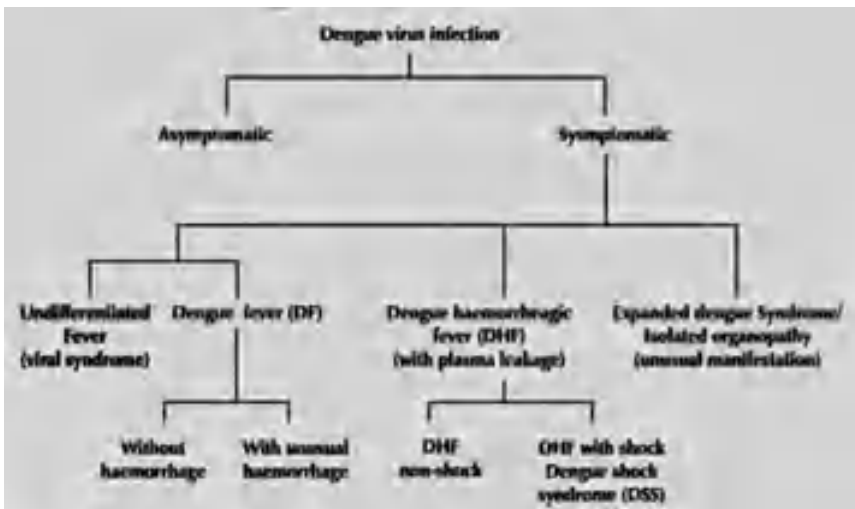 Dengue virus infection
Asymptomatic
Sysmptomatic
Undifferentiated
Fever
(viral syndrome)
Dengue fever (DF)
Dengue haemorrhragic
fever (DHF)
(with plasma leakage)
Expanded dengue Syndrome/
Isolated organopathy
(unusual manifestation)
Without
haemorrhage
With unusual
haemorrhage
DHF
non-shock
DHF with shock
Dengue shock
syndrome (DSS)